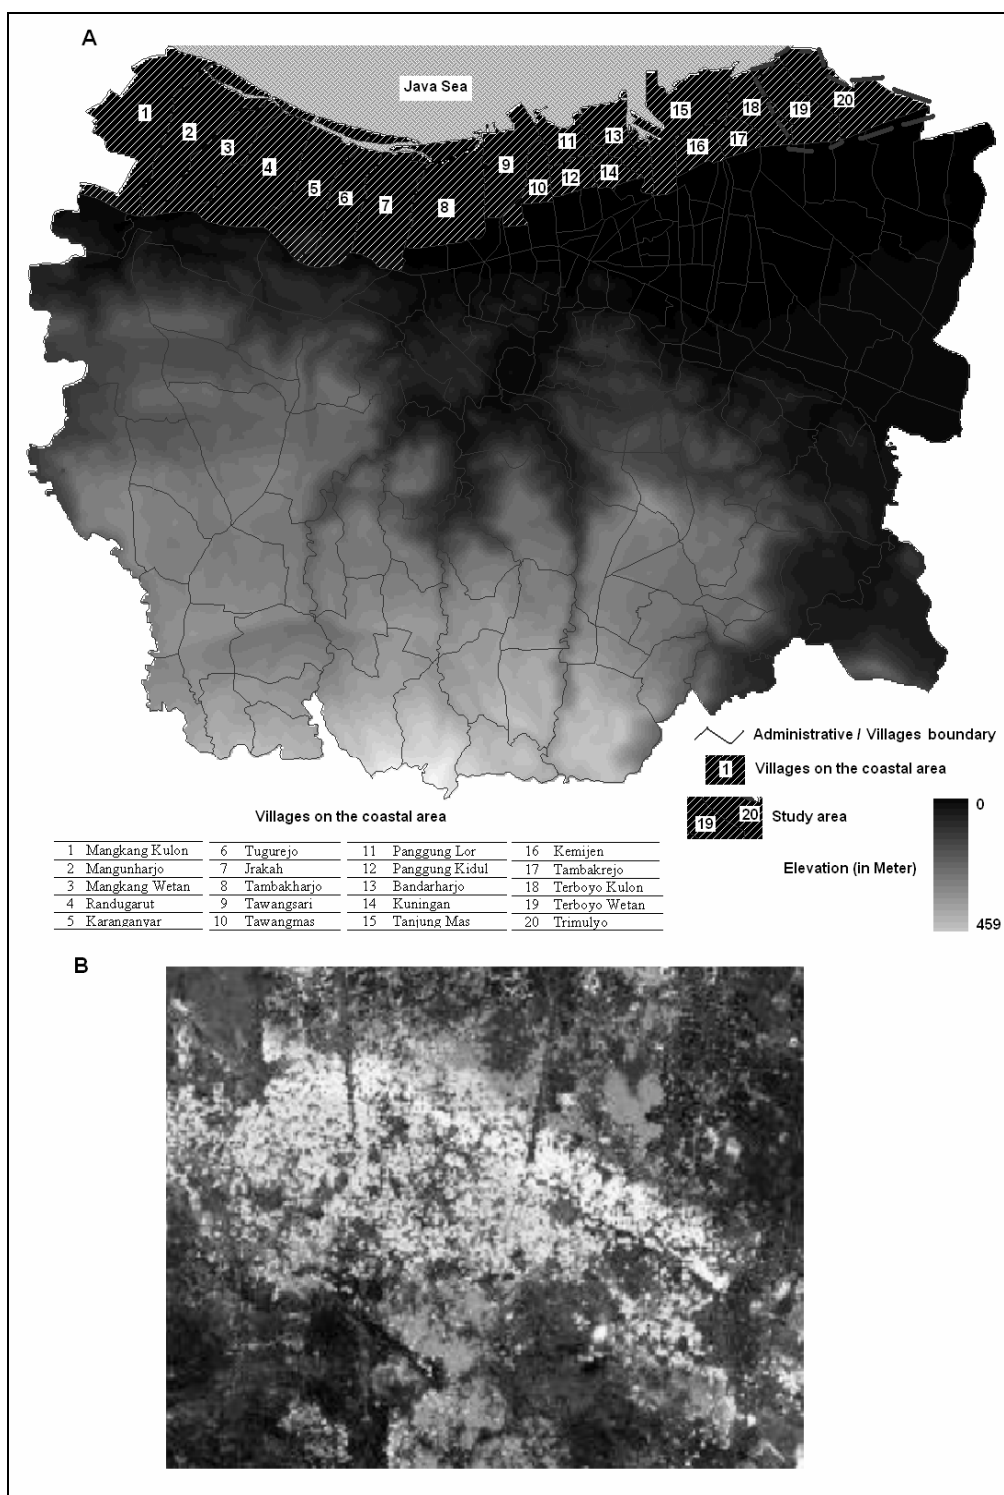 A
Java Sea
1
2
3
4
5
6
7
8
9
10
11
12
13
14
15
16
17
18
19
20
Administrative / Villages boundary
1 Villages on the coastal area
19 20 Study area
Elevation (in Meter)
0
459
Villages on the coastal area
1 Mangkang Kulon 6 Tugurejo 11 Panggung Lor 16 Kemijen
2 Mangunharjo 7 Jrakah 12 Panggung Kidul 17 Tambakrejo
3 Mangkang Wetan 8 Tambakharjo 13 Bandarharjo 18 Terboyo Kulon
4 Randugarut 9 Tawangsari 14 Kuningan 19 Terboyo Wetan
5 Karanganyar 10 Tawangmas 15 Tanjung Mas 20 Trimulyo
B